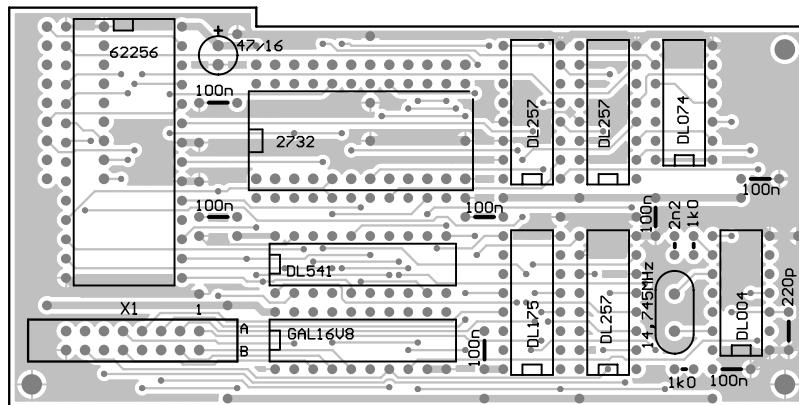 +
47/16
62256
100n
2732
DL257
DL257
DL074
100n
100n
100n
100n
2n2
1k0
DL541
DL175
DL257
14,745MHz
DL004
220p
X1
1
A
B
GAL16V8
100n
1k0
100n